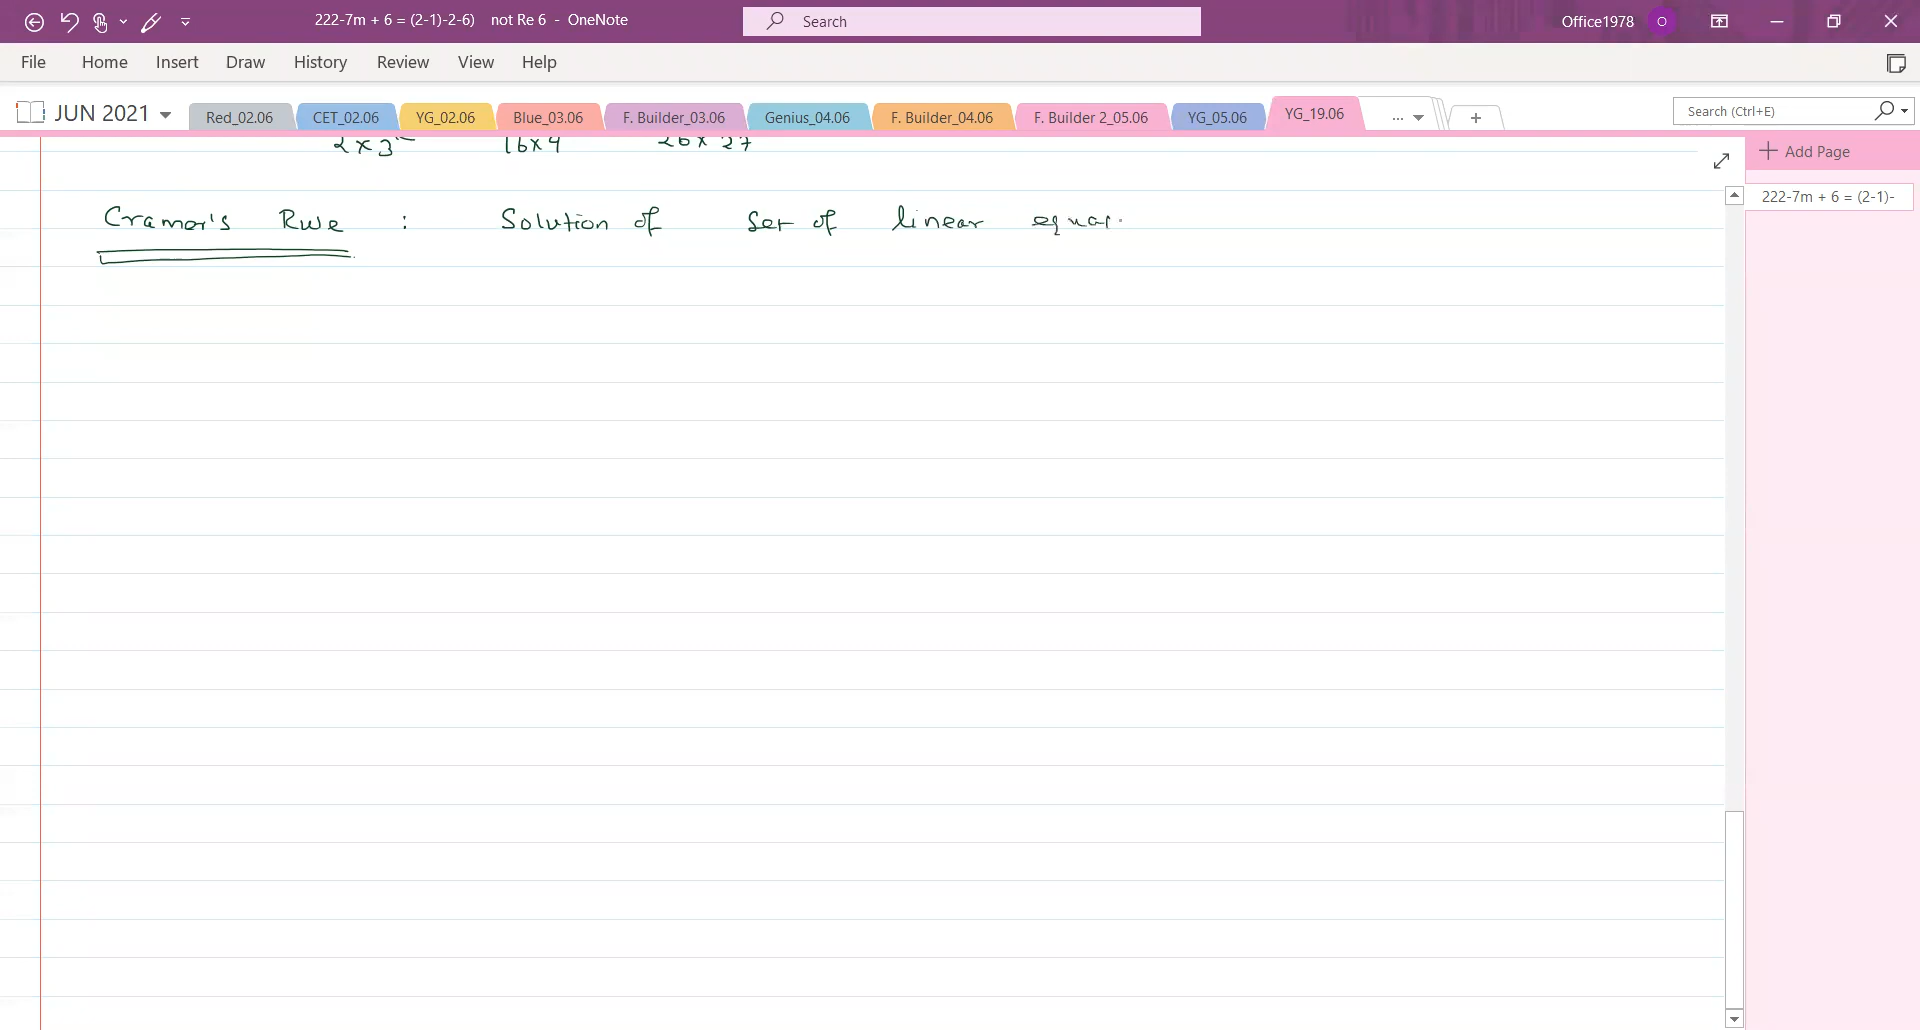 222-7m + 6 = (2-1)-2-6) not Re 6 - OneNote
Search
Office1978
O
File Home Insert Draw History Review View Help
JUN 2021
Red_02.06 CET_02.06 YG_02.06 Blue_03.06 F. Builder_03.06 Genius_04.06 F. Builder_04.06 F. Builder 2_05.06 YG_05.06 YG_19.06 ... +
Search (Ctrl+E)
Add Page
222-7m + 6 = (2-1)-
16x9 26x27
Cramer's Rule : Solution of set of linear equat